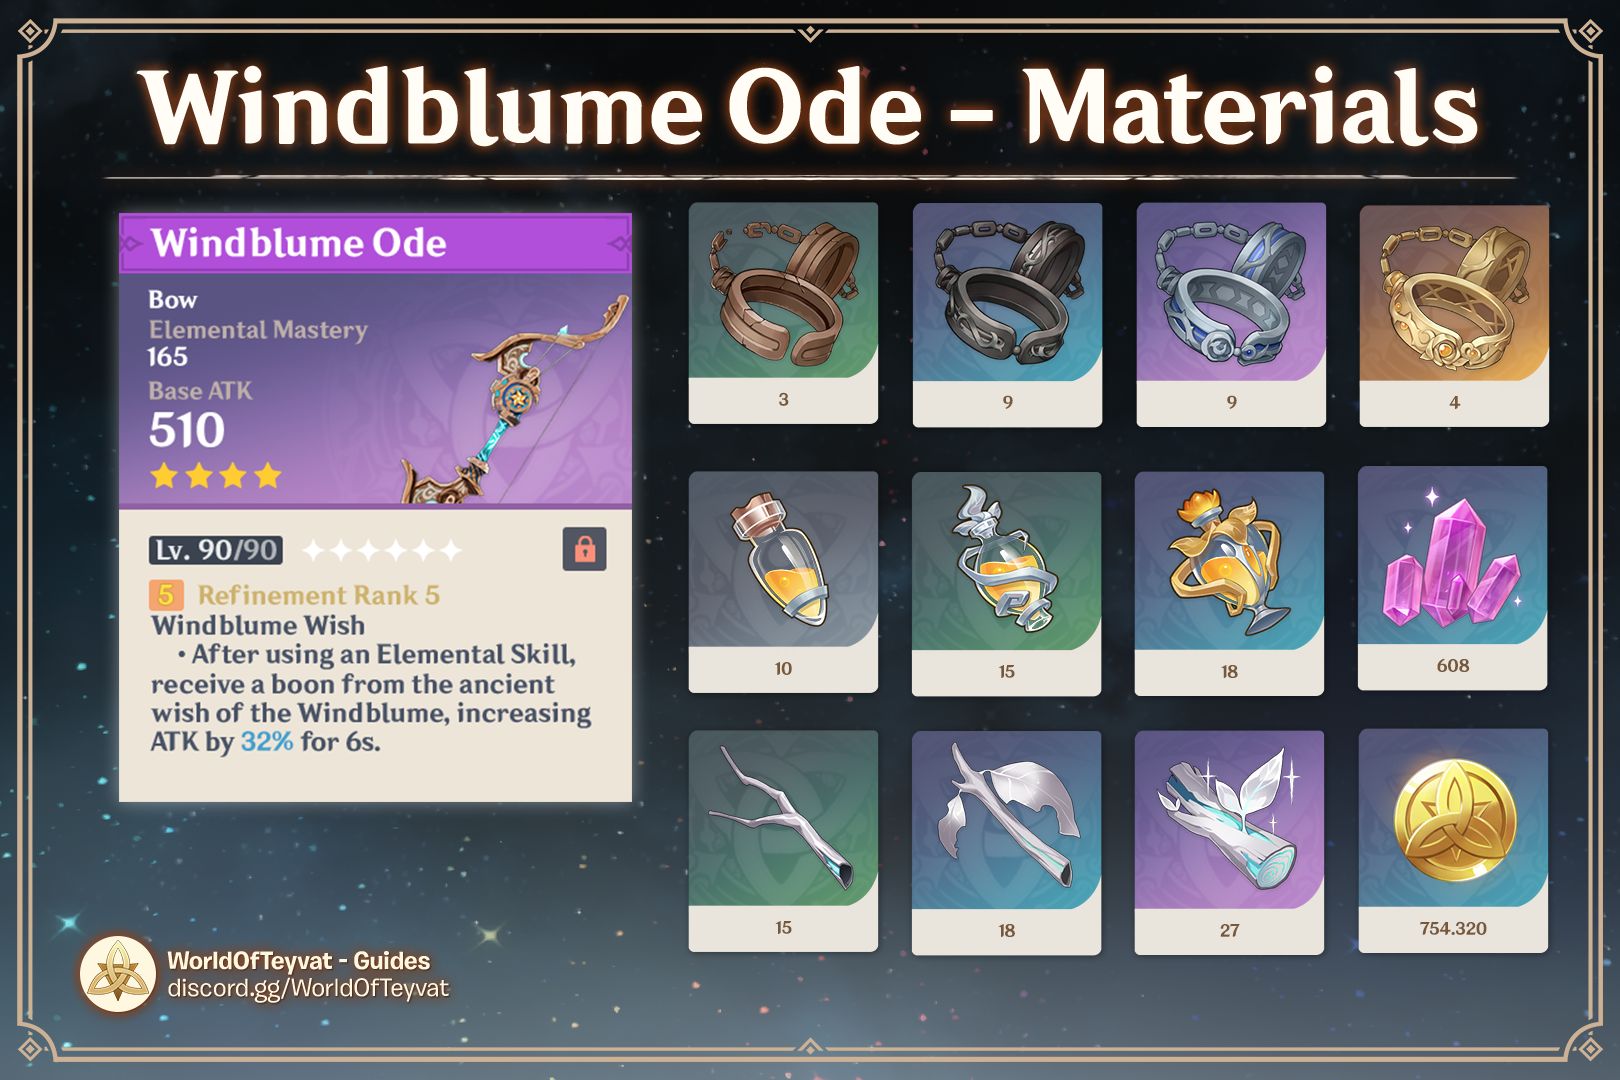 Windblume Ode – Materials
Windblume Ode
Bow
Elemental Mastery
165
Base ATK
510
Lv. 90/90
5 Refinement Rank 5
Windblume Wish
• After using an Elemental Skill,
receive a boon from the ancient
wish of the Windblume, increasing
ATK by 32% for 6s.
3
9
9
4
10
15
18
608
15
18
27
754.320
WorldOfTeyvat - Guides
discord.gg/WorldOfTeyvat